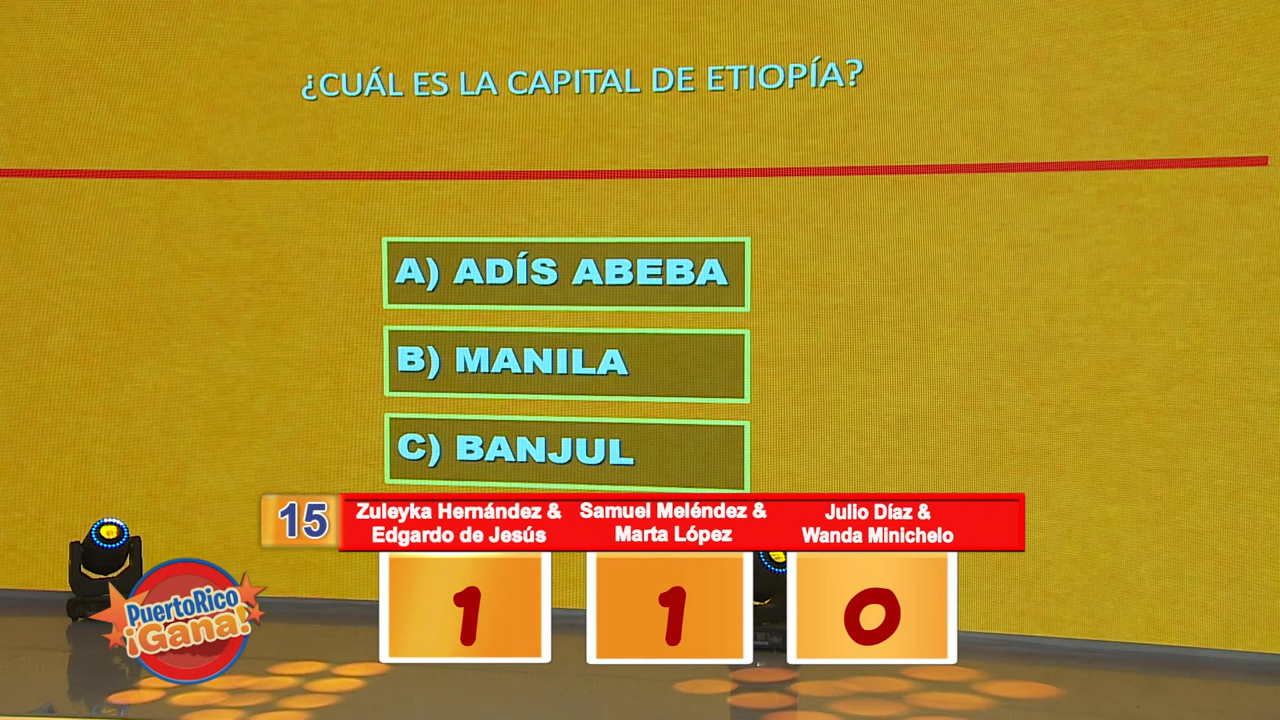 ¿CUÁL ES LA CAPITAL DE ETIOPÍA?
A) ADÍS ABEBA
B) MANILA
C) BANJUL
15
Zuleyka Hernández &
Edgardo de Jesús
Samuel Meléndez &
Marta López
Julio Díaz &
Wanda Minichelo
1
1
0
PuertoRico
¡Gana!